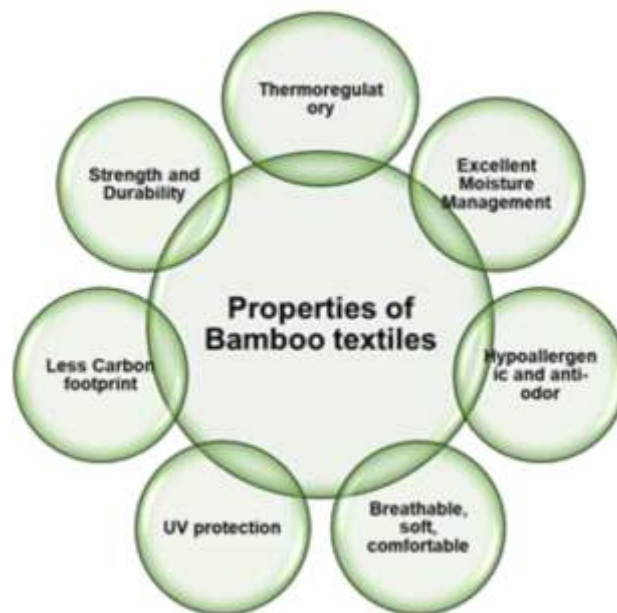 Thermoregulat
ory
Excellent
Moisture
Management
Hypoallergen
ic and anti-
odor
Breathable,
soft,
comfortable
UV protection
Less Carbon
footprint
Strength and
Durability
Properties of
Bamboo textiles